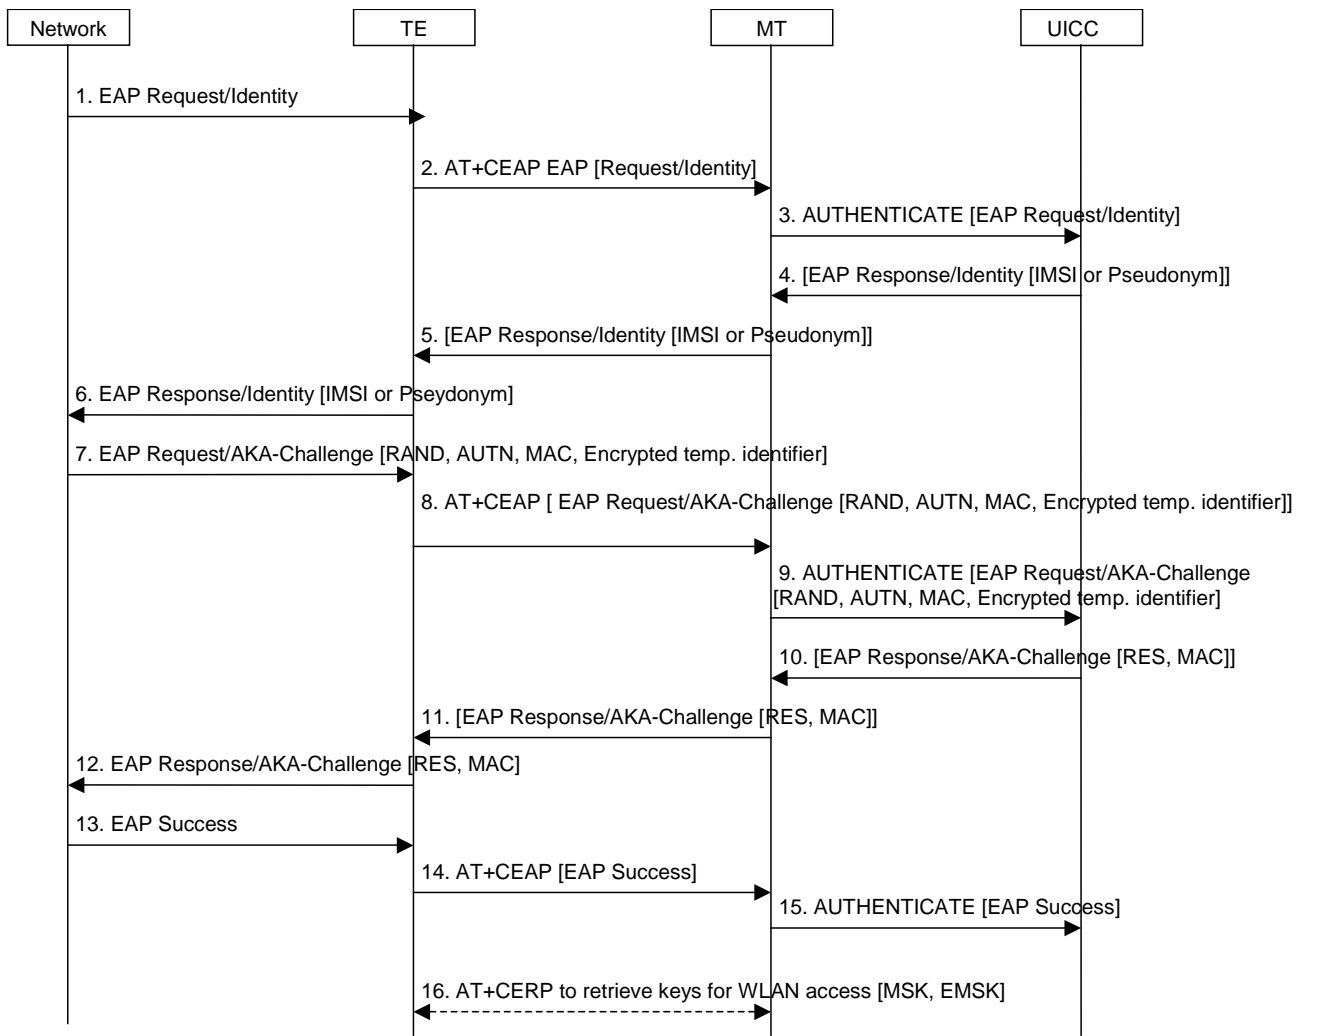 Network
TE
MT
UICC
1. EAP Request/Identity
2. AT+CEAP EAP [Request/Identity]
3. AUTHENTICATE [EAP Request/Identity]
4. [EAP Response/Identity [IMSI or Pseudonym]]
5. [EAP Response/Identity [IMSI or Pseudonym]]
6. EAP Response/Identity [IMSI or Pseydonym]
7. EAP Request/AKA-Challenge [RAND, AUTN, MAC, Encrypted temp. identifier]
8. AT+CEAP [ EAP Request/AKA-Challenge [RAND, AUTN, MAC, Encrypted temp. identifier]]
9. AUTHENTICATE [EAP Request/AKA-Challenge
[RAND, AUTN, MAC, Encrypted temp. identifier]
10. [EAP Response/AKA-Challenge [RES, MAC]]
11. [EAP Response/AKA-Challenge [RES, MAC]]
12. EAP Response/AKA-Challenge [RES, MAC]
13. EAP Success
14. AT+CEAP [EAP Success]
15. AUTHENTICATE [EAP Success]
16. AT+CERP to retrieve keys for WLAN access [MSK, EMSK]